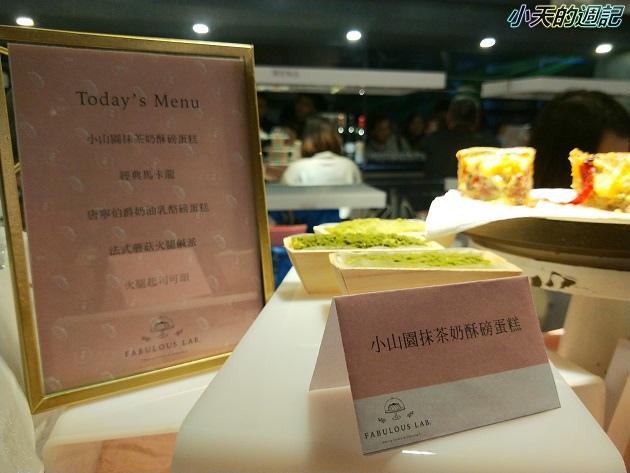 小天的週記
Today's Menu
小山園抹茶奶酥磅蛋糕
經典馬卡龍
唐寧伯爵奶油乳酪磅蛋糕
法式蘑菇火腿鹹派
火腿起司可頌
FABULOUS LAB.
小山園抹茶奶酥磅蛋糕
FABULOUS LAB.